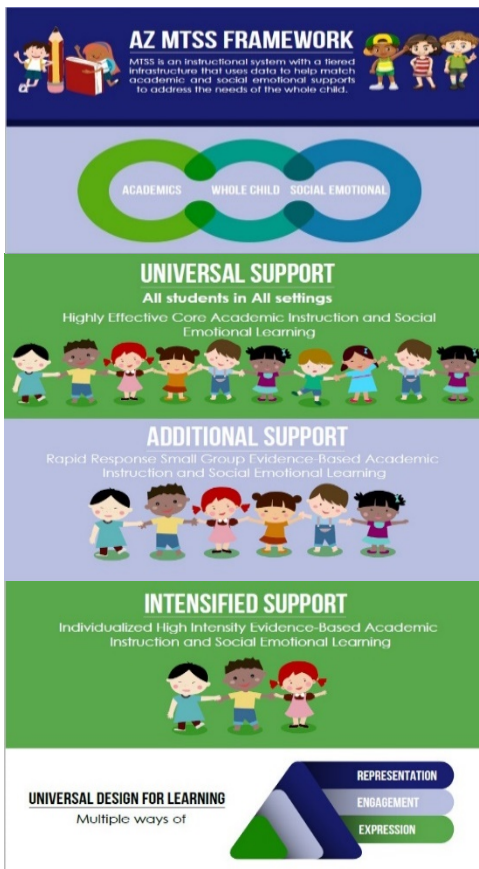 AZ MTSS FRAMEWORK
MTSS is an instructional system with a tiered
infrastructure that uses data to help match
academic and social emotional supports
to address the needs of the whole child.
ACADEMICS WHOLE CHILD SOCIAL EMOTIONAL
UNIVERSAL SUPPORT
All students in All settings
Highly Effective Core Academic Instruction and Social
Emotional Learning
ADDITIONAL SUPPORT
Rapid Response Small Group Evidence-Based Academic
Instruction and Social Emotional Learning
INTENSIFIED SUPPORT
Individualized High Intensity Evidence-Based Academic
Instruction and Social Emotional Learning
UNIVERSAL DESIGN FOR LEARNING
Multiple ways of
REPRESENTATION
ENGAGEMENT
EXPRESSION